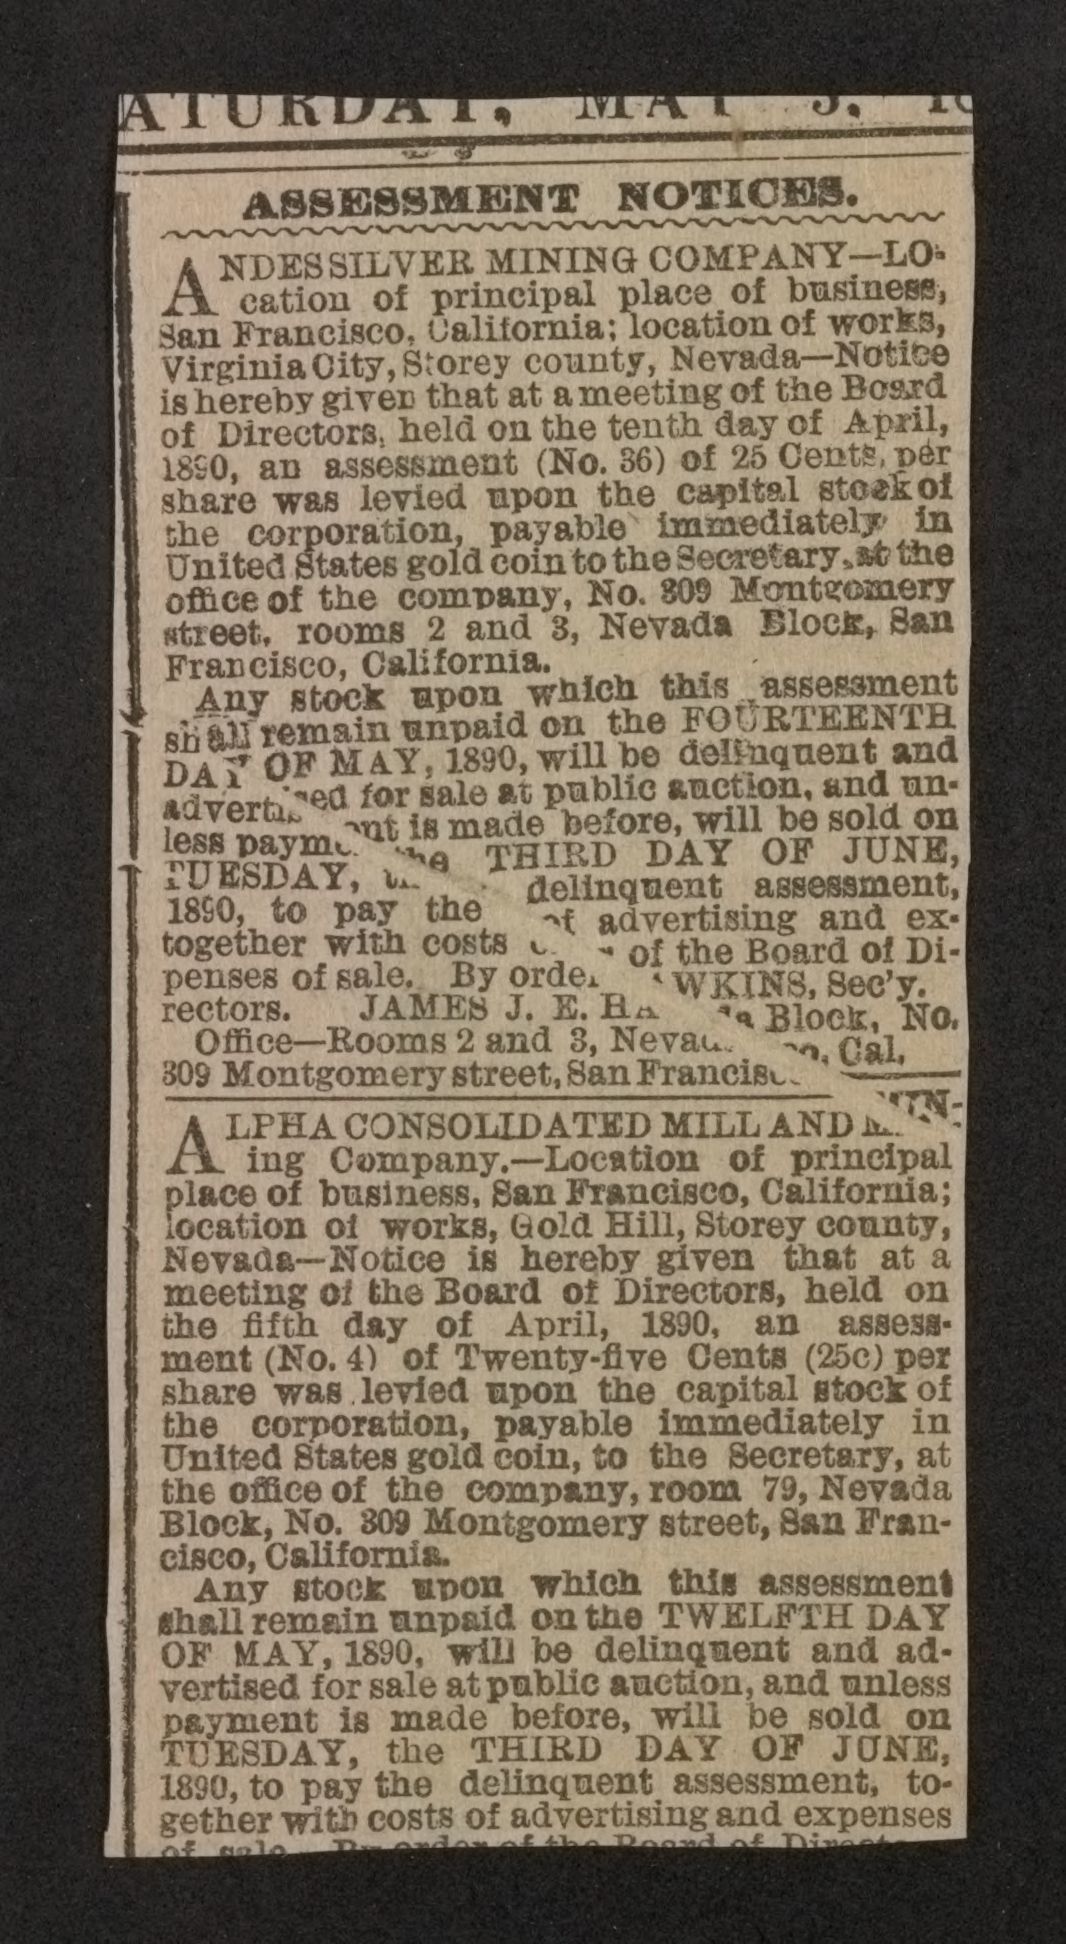 ATURDAY, MAY 3, 18
ASSESSMENT NOTICES.
ANDES SILVER MINING COMPANY—LO-
cation of principal place of business,
San Francisco, California; location of works,
Virginia City, Storey county, Nevada—Notice
is hereby given that at a meeting of the Board
of Directors, held on the tenth day of April,
1890, an assessment (No. 36) of 25 Cents, per
share was levied upon the capital stock of
the corporation, payable immediately in
United States gold coin to the Secretary, at the
office of the company, No. 309 Montgomery
street, rooms 2 and 3, Nevada Block, San
Francisco, California.
Any stock upon which this assessment
shall remain unpaid on the FOURTEENTH
DAY OF MAY, 1890, will be delinquent and
advertised for sale at public auction, and un-
less payment is made before, will be sold on
TUESDAY, the THIRD DAY OF JUNE,
1890, to pay the delinquent assessment,
together with costs of advertising and ex-
penses of sale. By order of the Board of Di-
rectors. JAMES J. E. HAWKINS, Sec'y.
Office—Rooms 2 and 3, Nevada Block, No.
309 Montgomery street, San Francisco, Cal.
ALPHA CONSOLIDATED MILL AND MIN-
ing Company.—Location of principal
place of business, San Francisco, California;
location of works, Gold Hill, Storey county,
Nevada—Notice is hereby given that at a
meeting of the Board of Directors, held on
the fifth day of April, 1890, an assess-
ment (No. 4) of Twenty-five Cents (25c) per
share was levied upon the capital stock of
the corporation, payable immediately in
United States gold coin, to the Secretary, at
the office of the company, room 79, Nevada
Block, No. 309 Montgomery street, San Fran-
cisco, California.
Any stock upon which this assessment
shall remain unpaid on the TWELFTH DAY
OF MAY, 1890, will be delinquent and ad-
vertised for sale at public auction, and unless
payment is made before, will be sold on
TUESDAY, the THIRD DAY OF JUNE,
1890, to pay the delinquent assessment, to-
gether with costs of advertising and expenses
of sale. By order of the Board of Directo